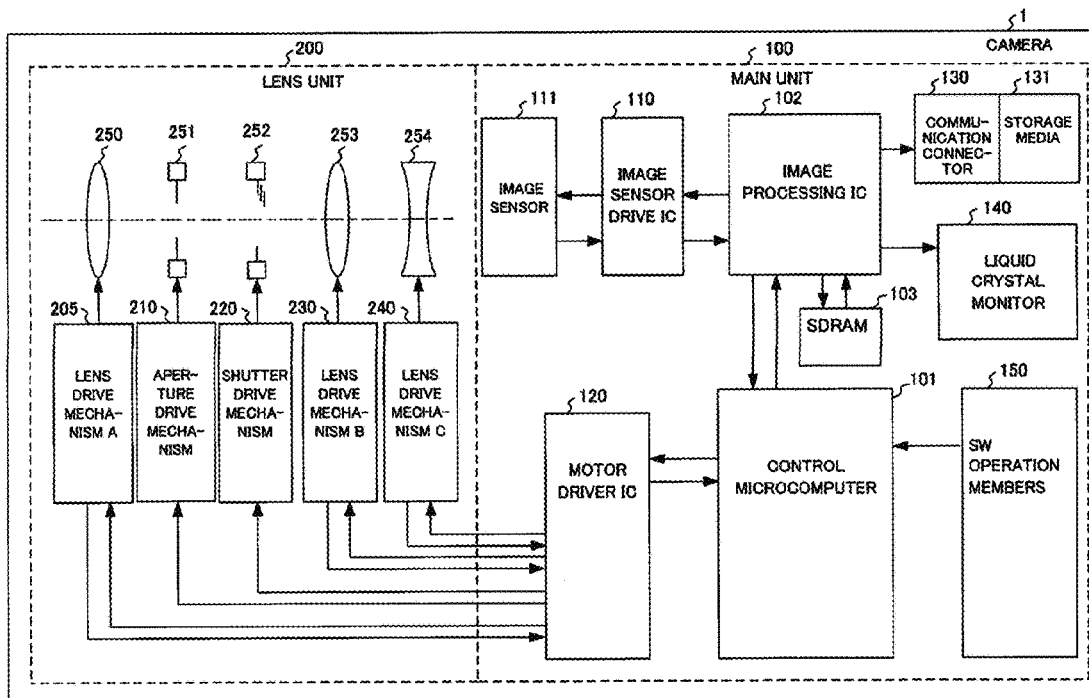 1
CAMERA
200
LENS UNIT
100
MAIN UNIT
250
251
252
253
254
111
IMAGE
SENSOR
110
IMAGE
SENSOR
DRIVE IC
102
IMAGE
PROCESSING IC
130
COMMU-
NICATION
CONNEC-
TOR
131
STORAGE
MEDIA
140
LIQUID
CRYSTAL
MONITOR
103
SDRAM
205
LENS
DRIVE
MECHA-
NISM A
210
APER-
TURE
DRIVE
MECHA-
NISM
220
SHUTTER
DRIVE
MECHA-
NISM
230
LENS
DRIVE
MECHA-
NISM B
240
LENS
DRIVE
MECHA-
NISM C
120
MOTOR
DRIVER IC
101
CONTROL
MICROCOMPUTER
150
SW
OPERATION
MEMBERS